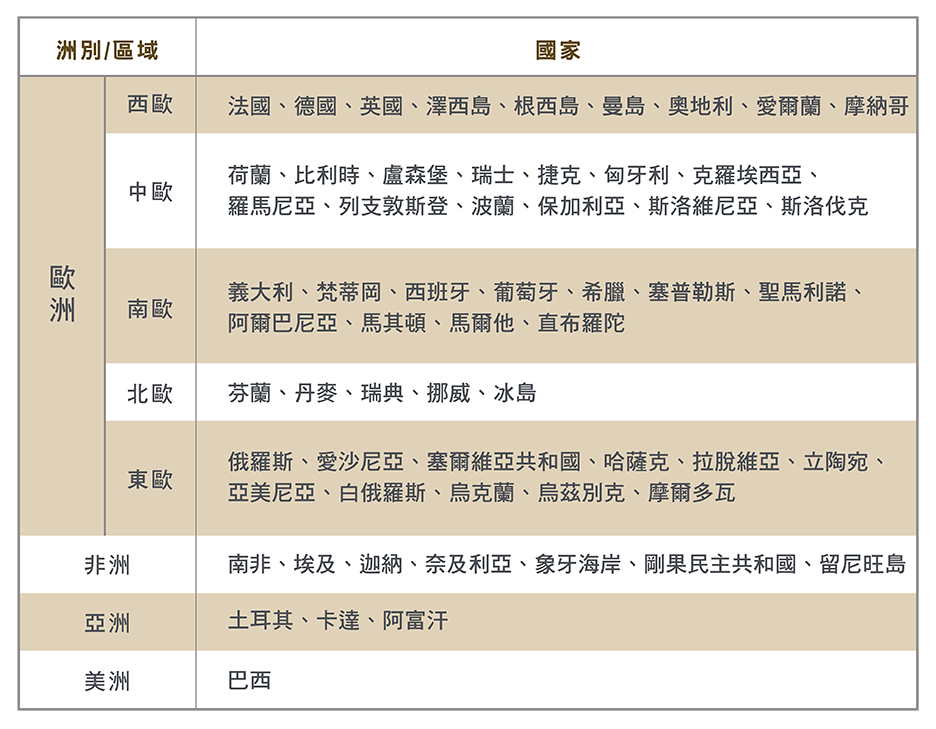 洲別/區域
國家
歐洲
西歐
法國、德國、英國、澤西島、根西島、曼島、奧地利、愛爾蘭、摩納哥
中歐
荷蘭、比利時、盧森堡、瑞士、捷克、匈牙利、克羅埃西亞、
羅馬尼亞、列支敦斯登、波蘭、保加利亞、斯洛維尼亞、斯洛伐克
南歐
義大利、梵蒂岡、西班牙、葡萄牙、希臘、塞普勒斯、聖馬利諾、
阿爾巴尼亞、馬其頓、馬爾他、直布羅陀
北歐
芬蘭、丹麥、瑞典、挪威、冰島
東歐
俄羅斯、愛沙尼亞、塞爾維亞共和國、哈薩克、拉脫維亞、立陶宛、
亞美尼亞、白俄羅斯、烏克蘭、烏茲別克、摩爾多瓦
非洲
南非、埃及、迦納、奈及利亞、象牙海岸、剛果民主共和國、留尼旺島
亞洲
土耳其、卡達、阿富汗
美洲
巴西